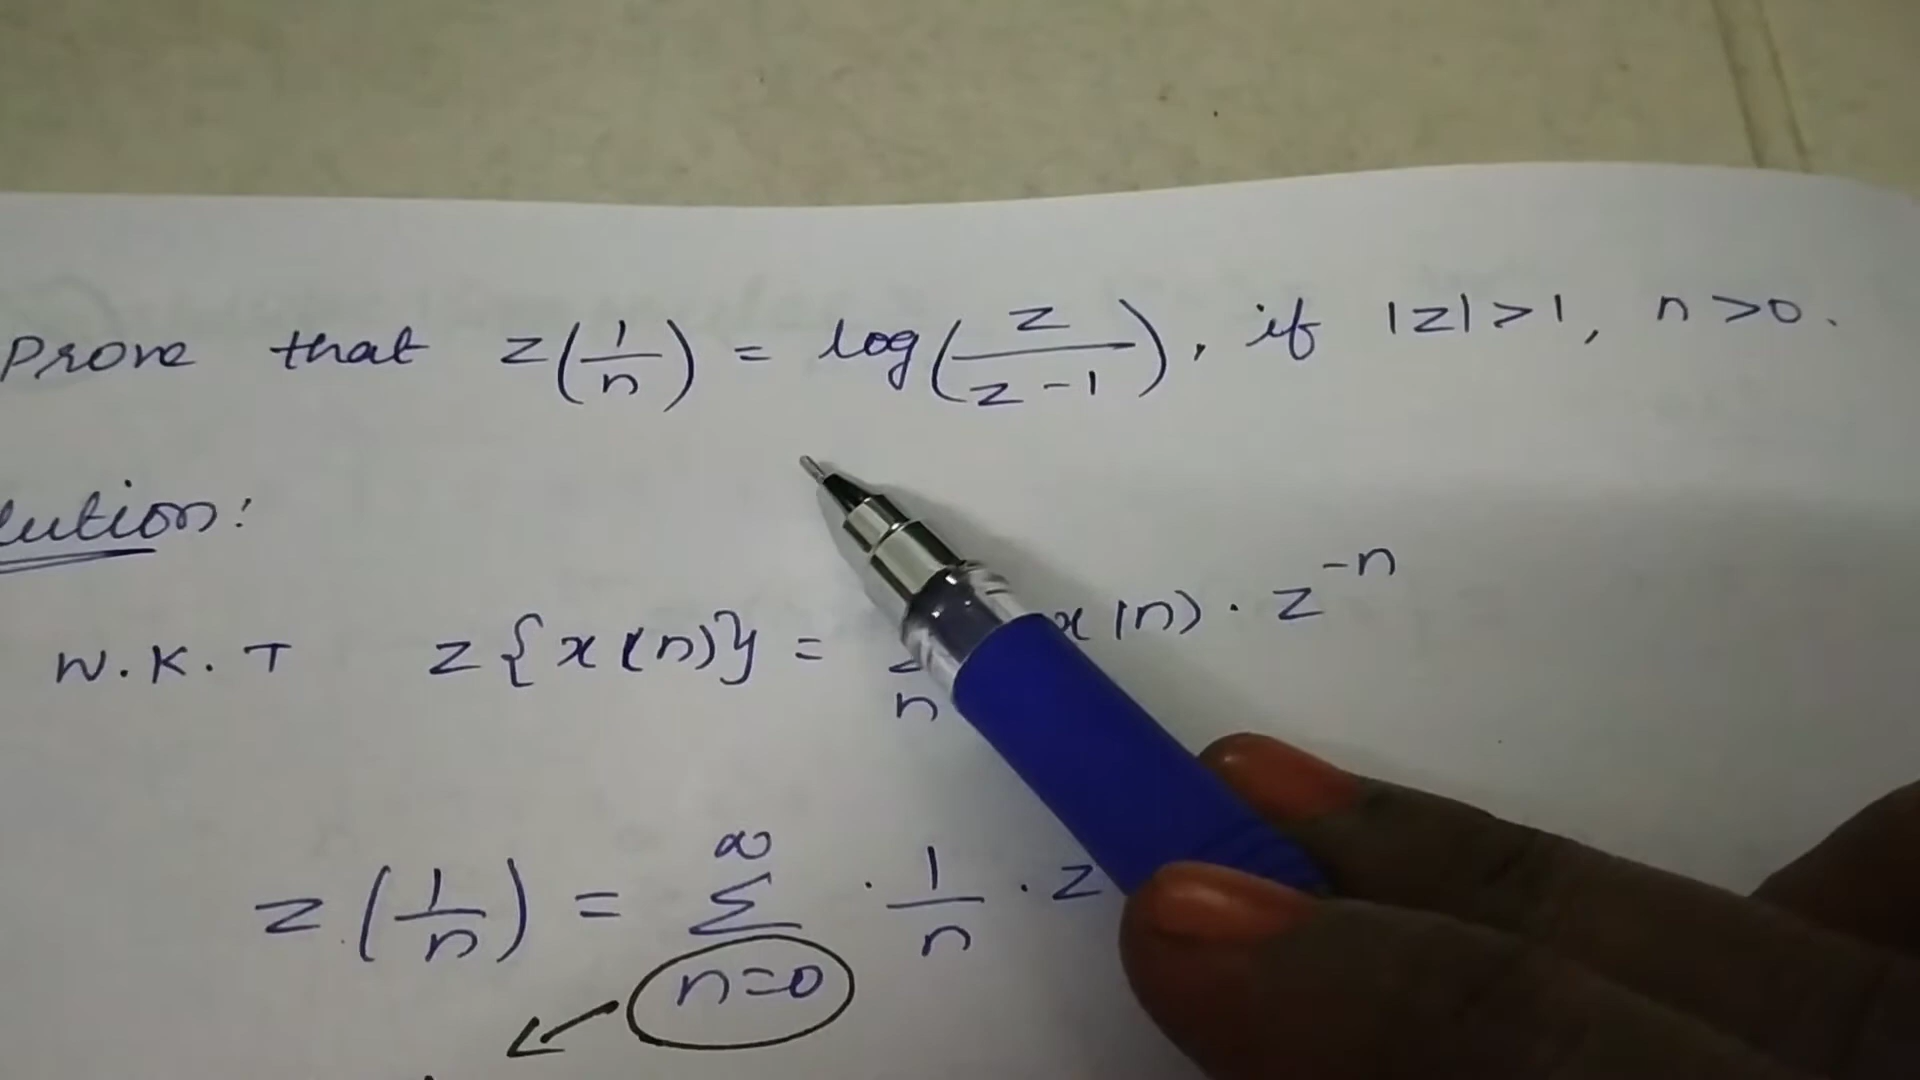 Prove that z(1/n) = log(z/(z-1)), if |z|>1, n>0.
lution:
W.K.T z{x(n)} = Σ n x(n) · z^-n
z(1/n) = ∞ Σ n=0 · 1/n · z